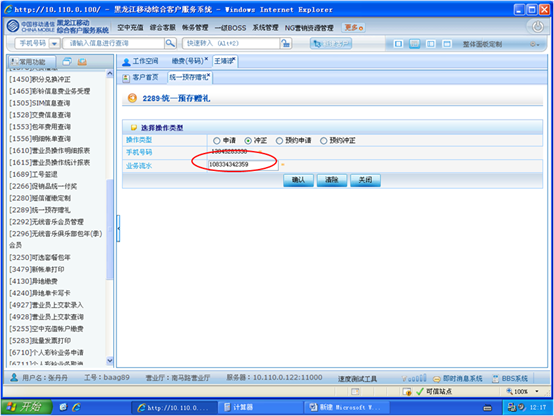 http://10.110.0.100/ - 黑龙江移动综合客户服务系统 - Windows Internet Explorer
中国移动通信
CHINA MOBILE
黑龙江移动
综合客户服务系统
空中充值 综合客服 帐务管理 一级BOSS 系统管理 NG营销资源管理 更多
手机号码 请输入信息进行查询 快速转入 (Alt+2) 整体面板定制
常用功能
工作空间 缴费(号码) 王琦淳
客户首页 统一预存赠礼
[1450]积分兑换冲正
[1465]彩铃信息费业务受理
[1505]SIM信息查询
[1528]交费信息查询
[1553]包年费用查询
[1556]明细帐单查询
[1610]营业员操作明细报表
[1615]营业员操作统计报表
[1689]工号签退
[2266]促销品统一付奖
[2280]短信催缴定制
[2289]统一预存赠礼
[2292]无线音乐会员管理
[2296]无线音乐俱乐部包年(季)
会员
[3250]可选套餐包年
[3479]新帐单打印
[4130]异地缴费
[4240]异地单卡写卡
[4927]营业员上交款录入
[4928]营业员上交款查询
[5255]空中充值帐户缴费
[5283]批量发票打印
[6710]个人彩铃业务申请
2289·统一预存赠礼
选择操作类型
操作类型 申请 冲正 预约申请 预约冲正
手机号码
业务流水 108334342359
确认 清除 关闭
用户名：张丹丹 工号：baag89 营业厅：南马路营业厅 服务器：10.110.0.122:11000 速度测试工具 即时消息系统 BBS系统
可信站点 100%
开始 http://10.110.0.... 计算器 新建 Microsoft W... 12:17